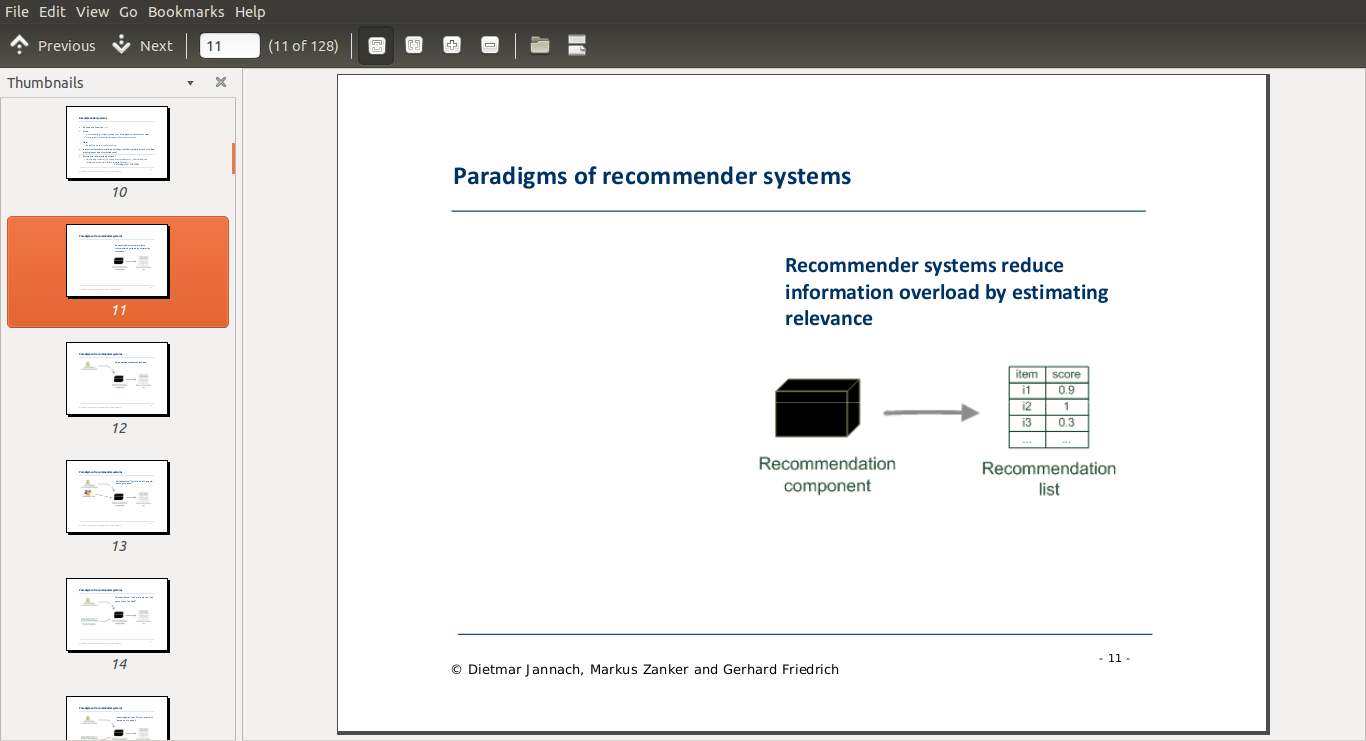 File Edit View Go Bookmarks Help
Previous Next 11 (11 of 128)
Thumbnails
10
11
12
13
14
Paradigms of recommender systems
Recommender systems reduce
information overload by estimating
relevance
item score
i1 0.9
i2 1
i3 0.3
... ...
Recommendation
component
Recommendation
list
- 11 -
© Dietmar Jannach, Markus Zanker and Gerhard Friedrich